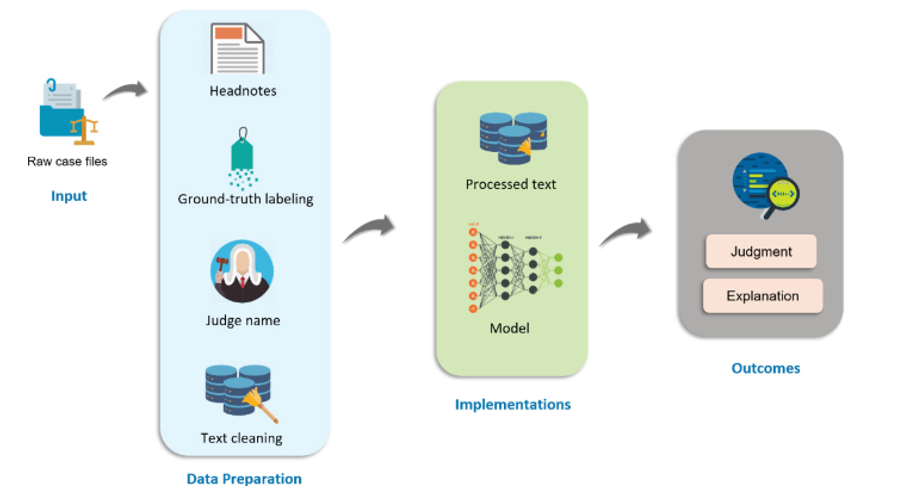 Raw case files
Input
Headnotes
Ground-truth labeling
Judge name
Text cleaning
Data Preparation
Processed text
Model
Implementations
Judgment
Explanation
Outcomes